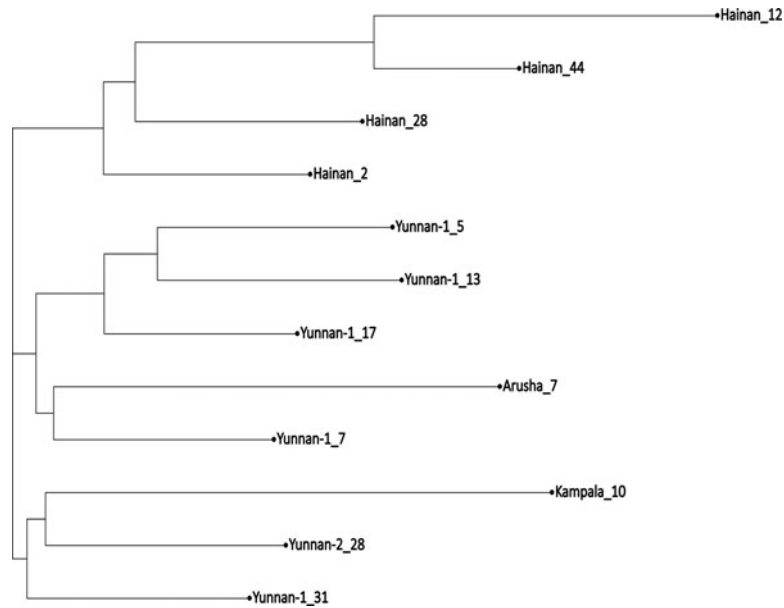 Hainan_12
Hainan_44
Hainan_28
Hainan_2
Yunnan-1_5
Yunnan-1_13
Yunnan-1_17
Arusha_7
Yunnan-1_7
Kampala_10
Yunnan-2_28
Yunnan-1_31